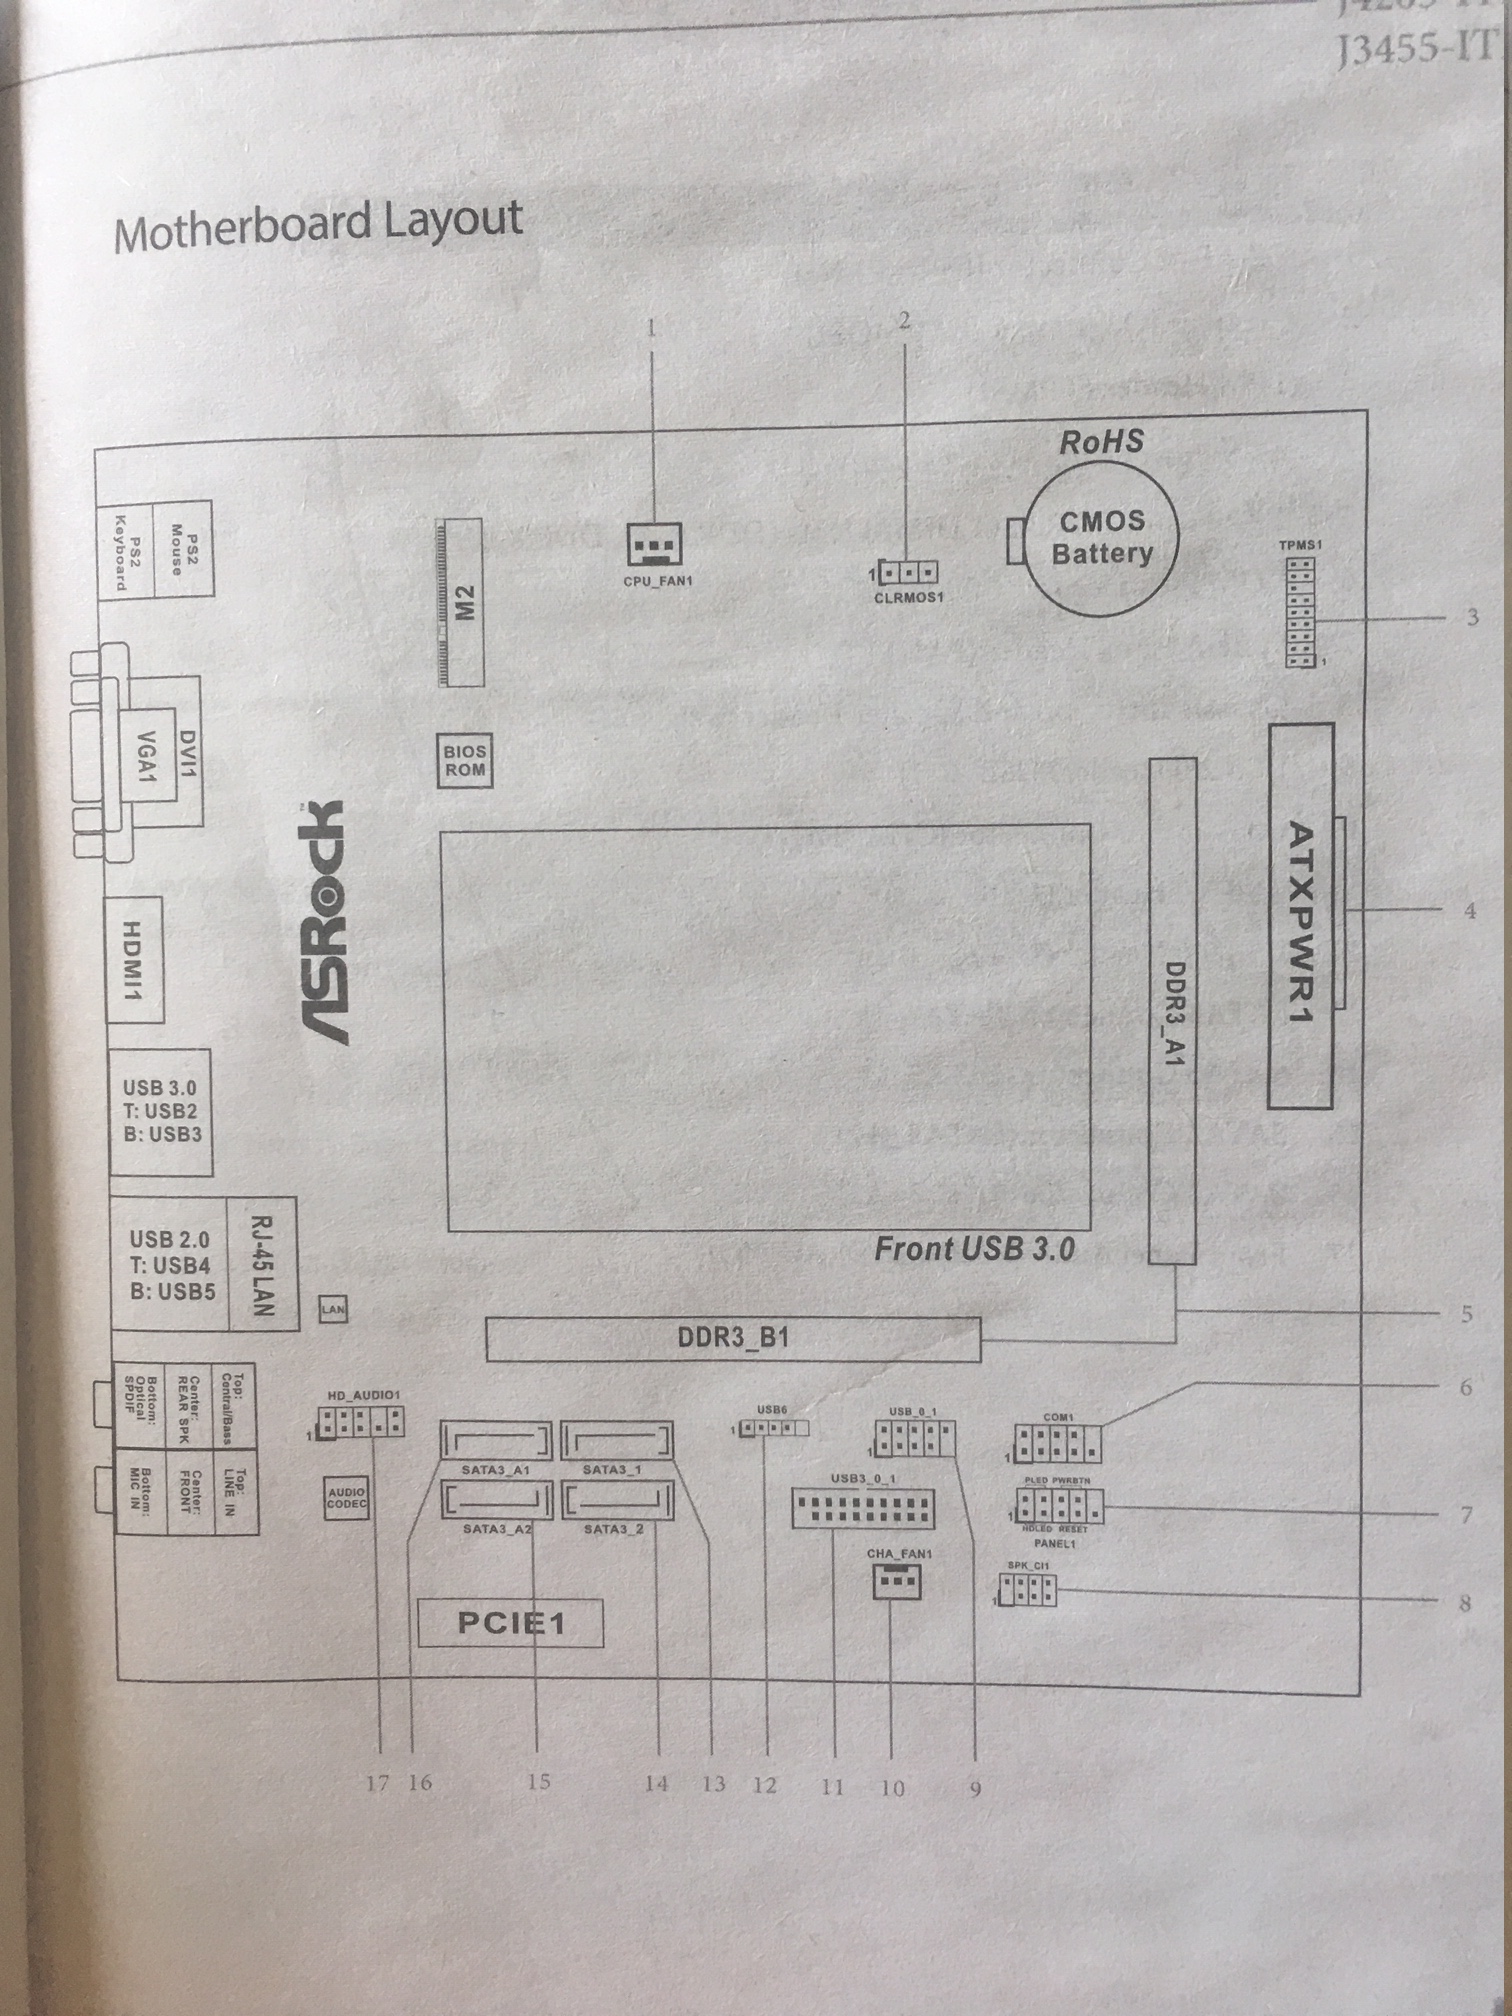 J3455-IT
Motherboard Layout
1
2
RoHS
CMOS
Battery
PS2
Mouse
PS2
Keyboard
M2
CPU_FAN1
1
CLRMOS1
TPMS1
1
3
DVI1
VGA1
BIOS
ROM
ASRock
ATXPWR1
4
HDMI1
DDR3_A1
USB 3.0
T: USB2
B: USB3
USB 2.0
T: USB4
B: USB5
RJ-45 LAN
LAN
Front USB 3.0
5
DDR3_B1
6
Top:
Central/Bass
Center:
REAR SPK
Bottom:
Optical
SPDIF
Top:
LINE IN
Center:
FRONT
Bottom:
MIC IN
HD_AUDIO1
1
AUDIO
CODEC
SATA3_A1
SATA3_1
SATA3_A2
SATA3_2
USB6
1
USB_0_1
1
COM1
1
USB3_0_1
1
PLED PWRBTN
1
HDLED RESET
PANEL1
7
CHA_FAN1
SPK_CI1
1
8
PCIE1
17
16
15
14
13
12
11
10
9